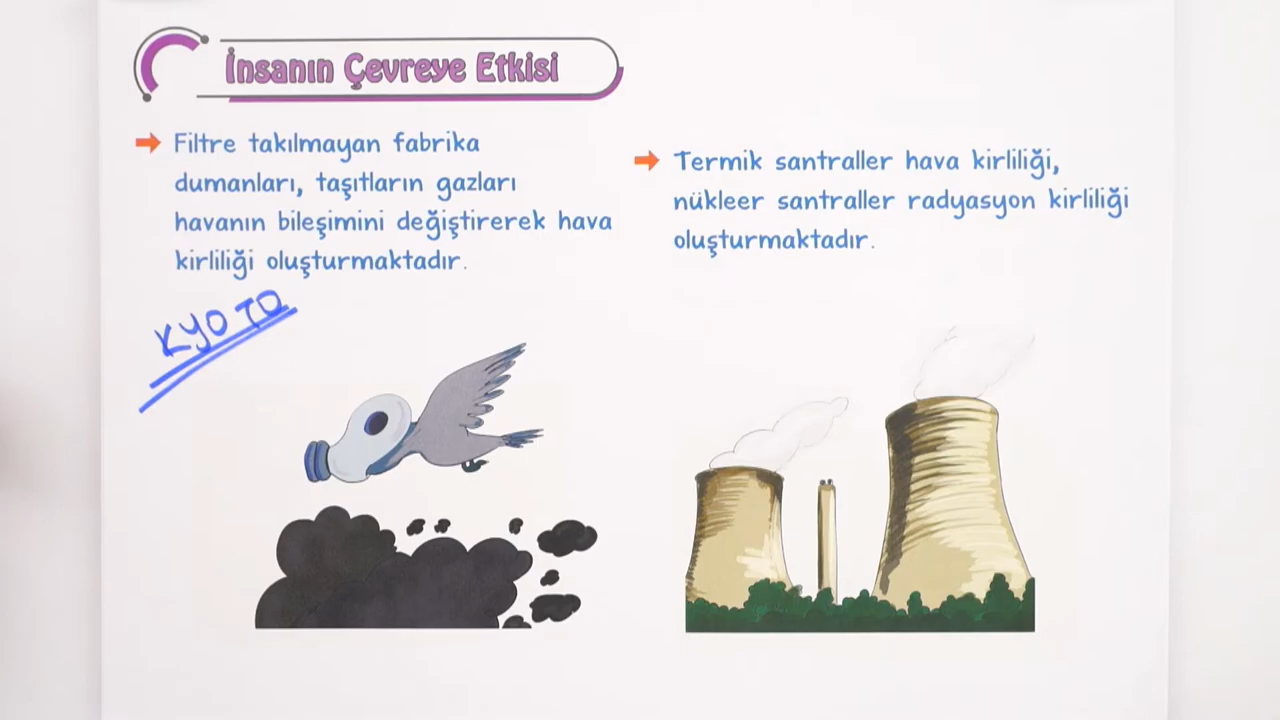 İnsanın Çevreye Etkisi
Filtre takılmayan fabrika
dumanları, taşıtların gazları
havanın bileşimini değiştirerek hava
kirliliği oluşturmaktadır.
KYOTO
Termik santraller hava kirliliği,
nükleer santraller radyasyon kirliliği
oluşturmaktadır.